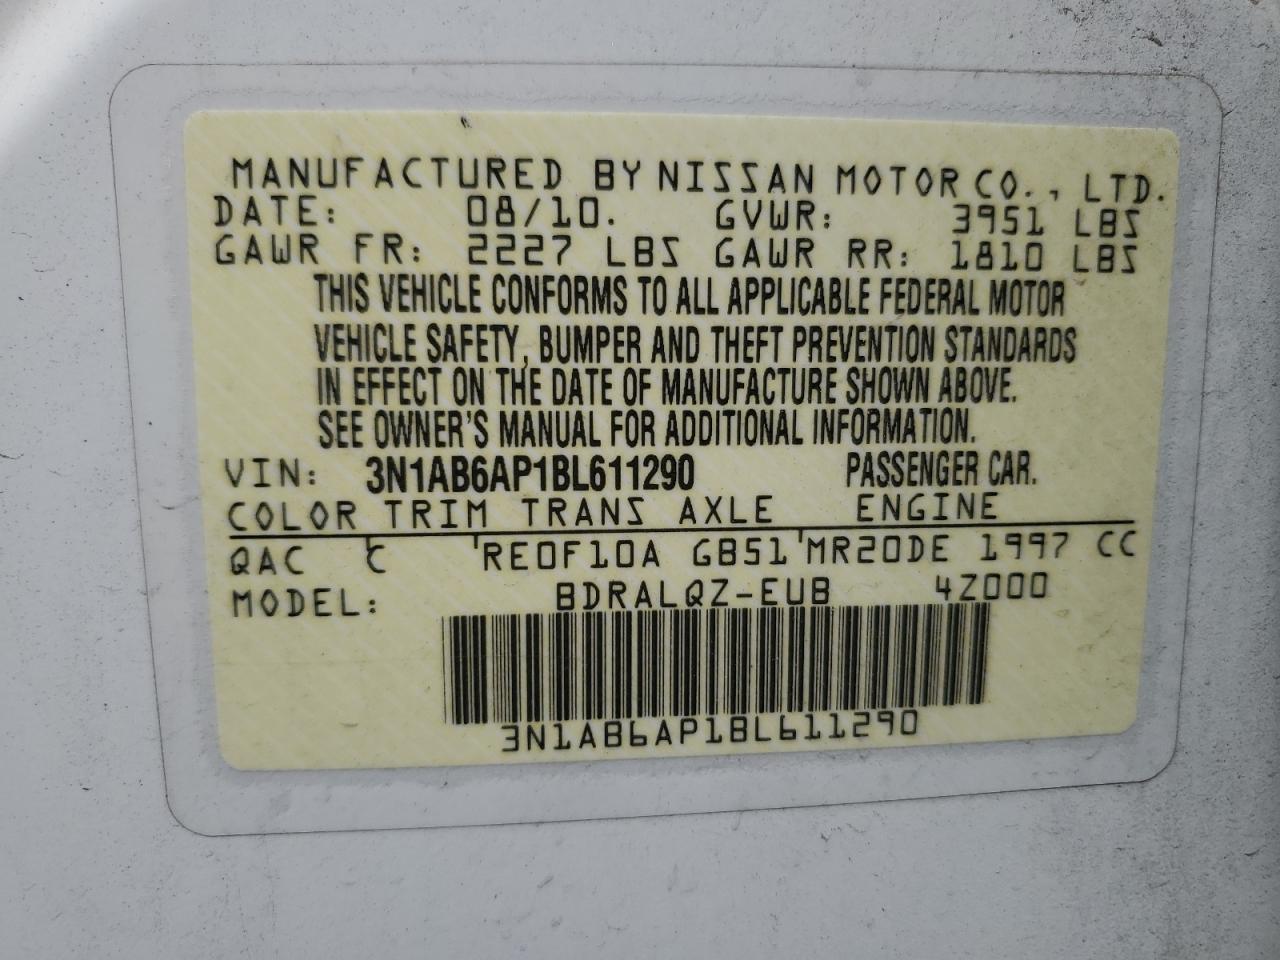 MANUFACTURED BY NISSAN MOTOR CO., LTD.
DATE: 08/10. GVWR: 3951 LBS
GAWR FR: 2227 LBS GAWR RR: 1810 LBS
THIS VEHICLE CONFORMS TO ALL APPLICABLE FEDERAL MOTOR
VEHICLE SAFETY, BUMPER AND THEFT PREVENTION STANDARDS
IN EFFECT ON THE DATE OF MANUFACTURE SHOWN ABOVE.
SEE OWNER'S MANUAL FOR ADDITIONAL INFORMATION.
VIN: 3N1AB6AP1BL611290 PASSENGER CAR.
COLOR TRIM TRANS AXLE ENGINE
QAC C RE0F10A GB51 MR20DE 1997 CC
MODEL: BDRALQZ-EUB 4Z000
3N1AB6AP1BL611290